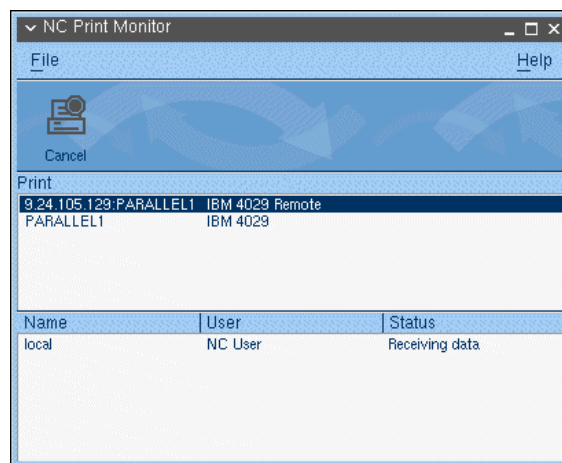 NC Print Monitor
File Help
Cancel
Print
9.24.105.129:PARALLEL1 IBM 4029 Remote
PARALLEL1 IBM 4029
Name User Status
local NC User Receiving data